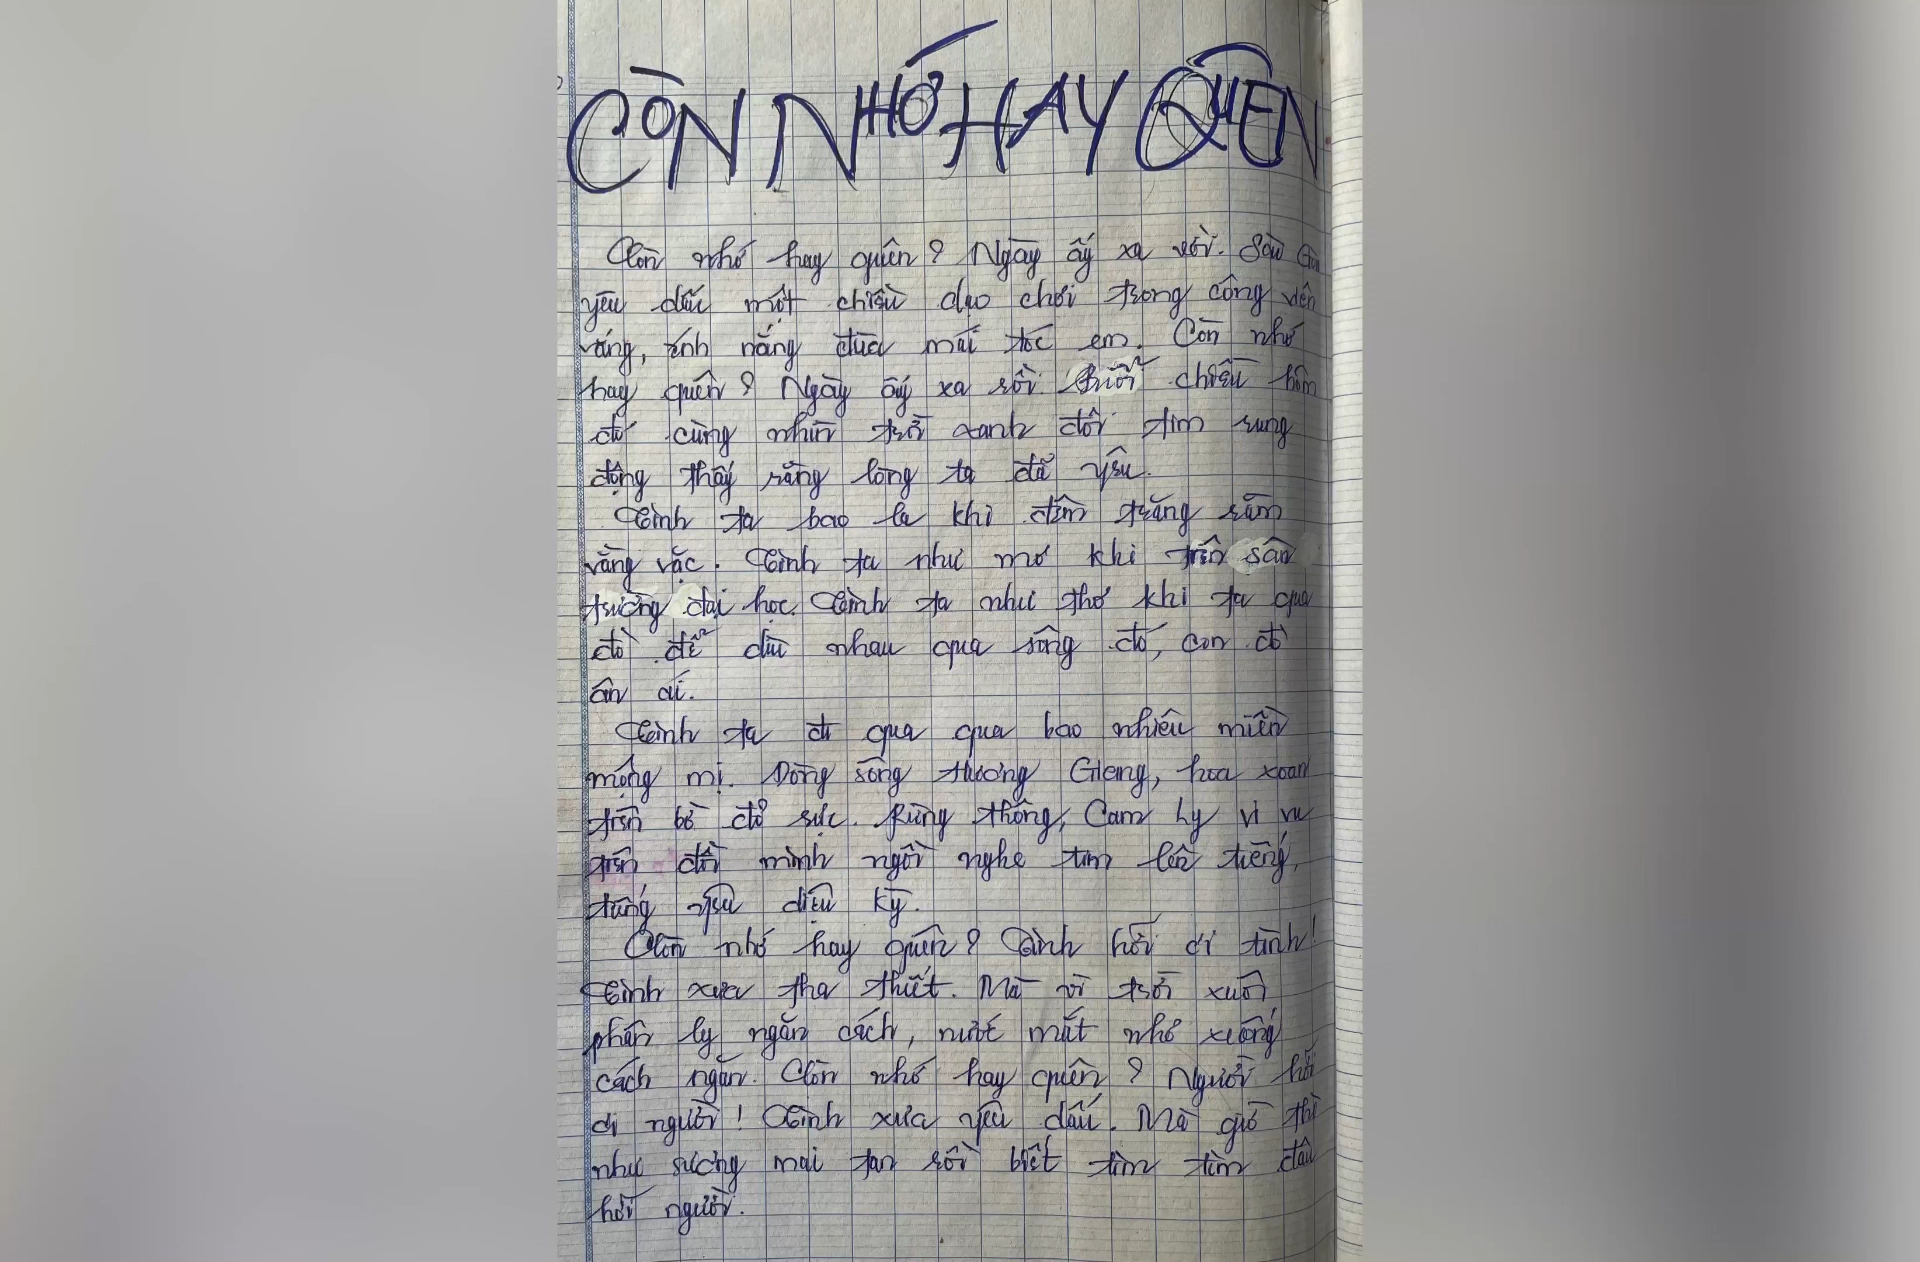 CÒN NHỚ HAY QUÊN
Còn nhớ hay quên? Ngày ấy xa rồi. Sài Gòn
yêu dấu một chiều dạo chơi trong công viên
vắng, ánh nắng đùa mái tóc em. Còn nhớ
hay quên? Ngày ấy xa rồi. Buổi chiều hôm
đó cùng nhìn trời xanh đôi tim rung
động thấy rằng lòng ta đã yêu.
Tình ta bao la khi đêm trăng rằm
vằng vặc. Tình ta như mơ khi trên sân
trường đại học. Tình ta như thơ khi ta qua
đò để dìu nhau qua sông đó, con đò
ân ái.
Tình ta đi qua qua bao nhiêu miền
mộng mị. Dòng sông Hương Giang, hoa xoan
trên bờ đổ rực. Rừng thông, Cam Ly vi vu
trên đồi mình ngồi nghe tim lên tiếng,
tiếng yêu diệu kỳ.
Còn nhớ hay quên? Tình hỡi ơi tình!
Tình xưa tha thiết. Mà vì trời xuôi
phân ly ngăn cách, nước mắt nhỏ xuống
cách ngăn. Còn nhớ hay quên? Người hỡi
ơi người! Tình xưa yêu dấu. Mà giờ thì
như sương mai tan rồi biết tìm tìm đâu
hỡi người.